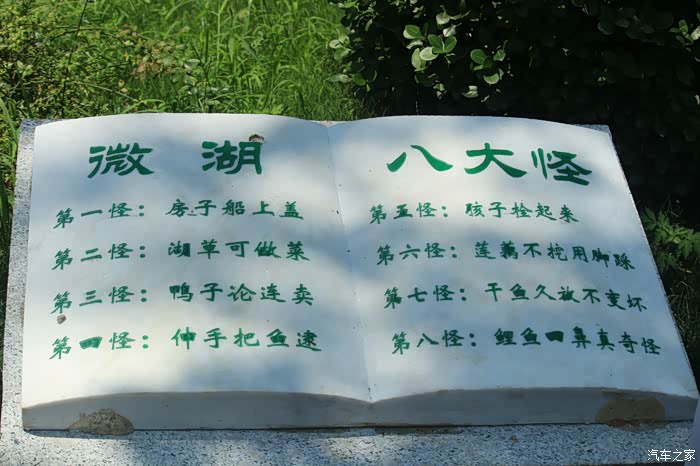 微湖 八大怪
第一怪：房子船上盖
第二怪：湖草可做菜
第三怪：鸭子论连卖
第四怪：伸手把鱼逮
第五怪：孩子栓起来
第六怪：莲藕不挖用脚踩
第七怪：干鱼久放不变坏
第八怪：鲤鱼四鼻真奇怪
汽车之家